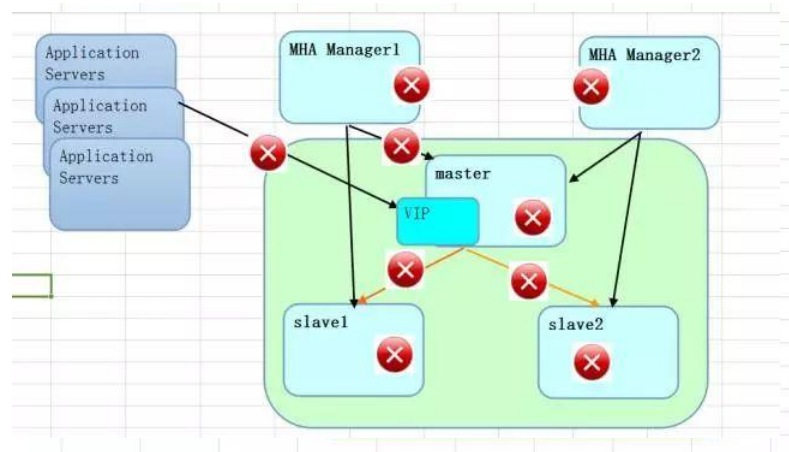 Application
Servers
Application
Servers
Application
Servers
MHA Manager1
MHA Manager2
master
VIP
slave1
slave2